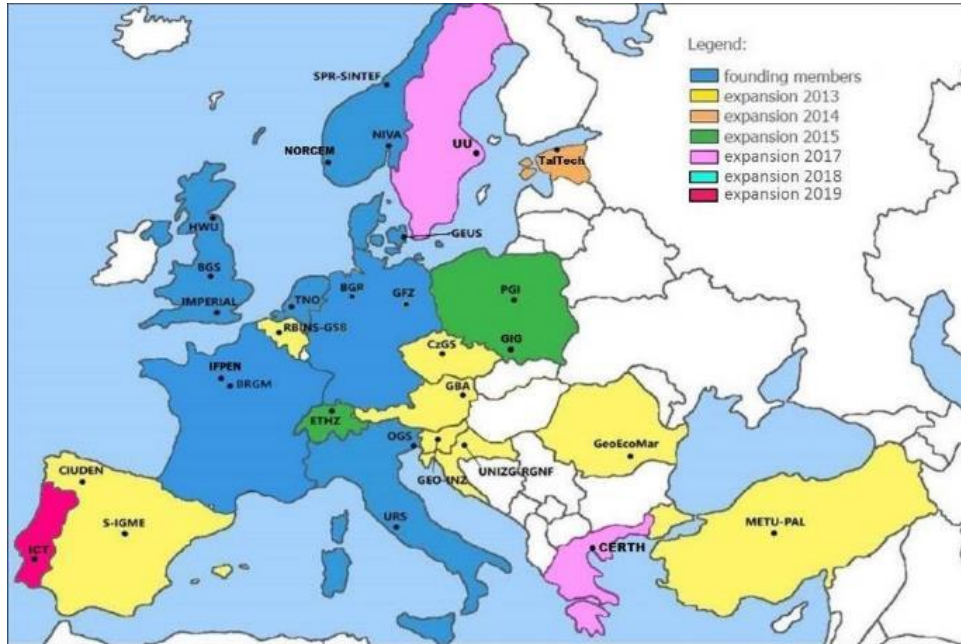 Legend:
founding members
expansion 2013
expansion 2014
expansion 2015
expansion 2017
expansion 2018
expansion 2019
SPR-SINTEF
NORCEM
NIVA
UU
TalTech
HWU
GEUS
BGS
IMPERIAL
TNO
BGR
GFZ
PGI
RBINS-GSB
CzGS
GIG
IFPEN
BRGM
GBA
ETHZ
OGS
GeoEcoMar
GEO-INZ
UNIZG-RGNF
CIUDEN
S-IGME
URS
METU-PAL
ICT
CERTH